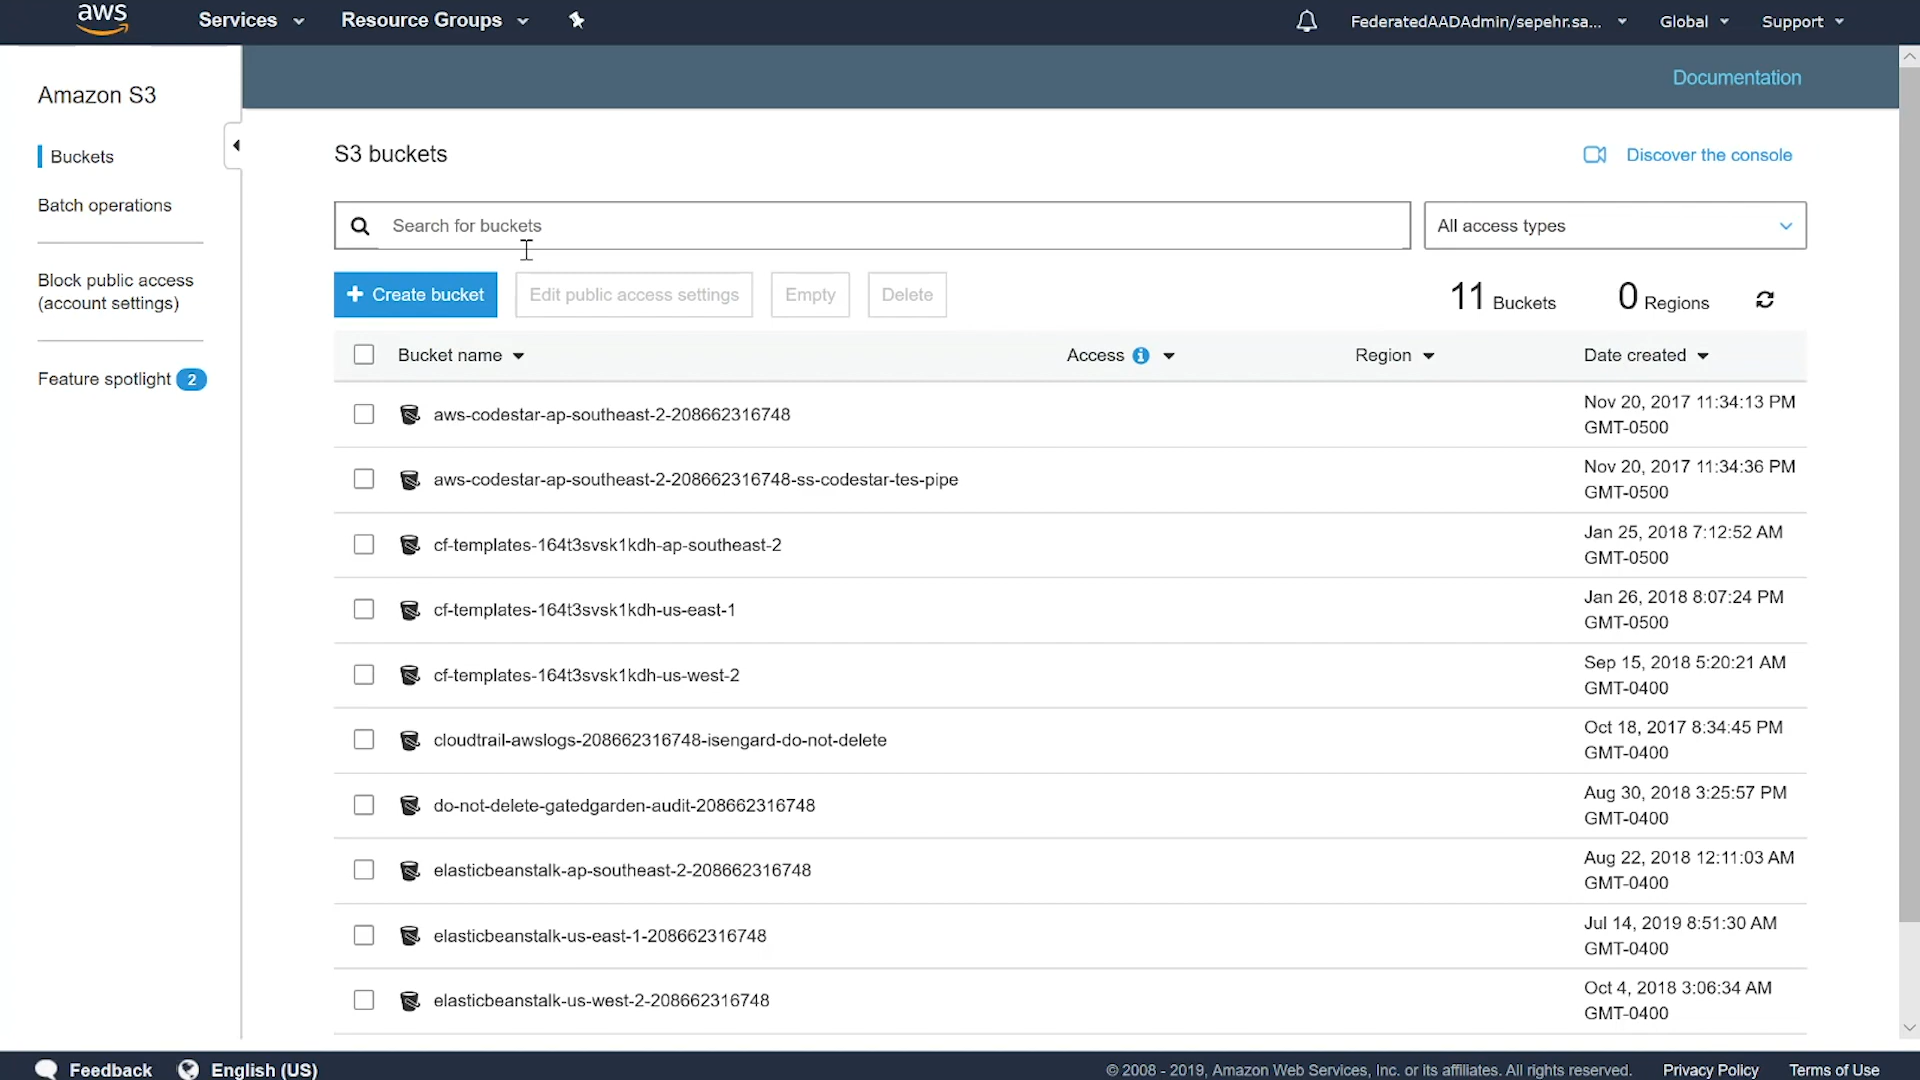 aws
Services
Resource Groups
FederatedAADAdmin/sepehr.sa...
Global
Support
Amazon S3
Buckets
Batch operations
Block public access
(account settings)
Feature spotlight 2
Documentation
S3 buckets
Discover the console
Search for buckets
All access types
+ Create bucket
Edit public access settings
Empty
Delete
11 Buckets
0 Regions
Bucket name
Access
Region
Date created
aws-codestar-ap-southeast-2-208662316748
Nov 20, 2017 11:34:13 PM
GMT-0500
aws-codestar-ap-southeast-2-208662316748-ss-codestar-tes-pipe
Nov 20, 2017 11:34:36 PM
GMT-0500
cf-templates-164t3svsk1kdh-ap-southeast-2
Jan 25, 2018 7:12:52 AM
GMT-0500
cf-templates-164t3svsk1kdh-us-east-1
Jan 26, 2018 8:07:24 PM
GMT-0500
cf-templates-164t3svsk1kdh-us-west-2
Sep 15, 2018 5:20:21 AM
GMT-0400
cloudtrail-awslogs-208662316748-isengard-do-not-delete
Oct 18, 2017 8:34:45 PM
GMT-0400
do-not-delete-gatedgarden-audit-208662316748
Aug 30, 2018 3:25:57 PM
GMT-0400
elasticbeanstalk-ap-southeast-2-208662316748
Aug 22, 2018 12:11:03 AM
GMT-0400
elasticbeanstalk-us-east-1-208662316748
Jul 14, 2019 8:51:30 AM
GMT-0400
elasticbeanstalk-us-west-2-208662316748
Oct 4, 2018 3:06:34 AM
GMT-0400
Feedback
English (US)
© 2008 - 2019, Amazon Web Services, Inc. or its affiliates. All rights reserved.
Privacy Policy
Terms of Use